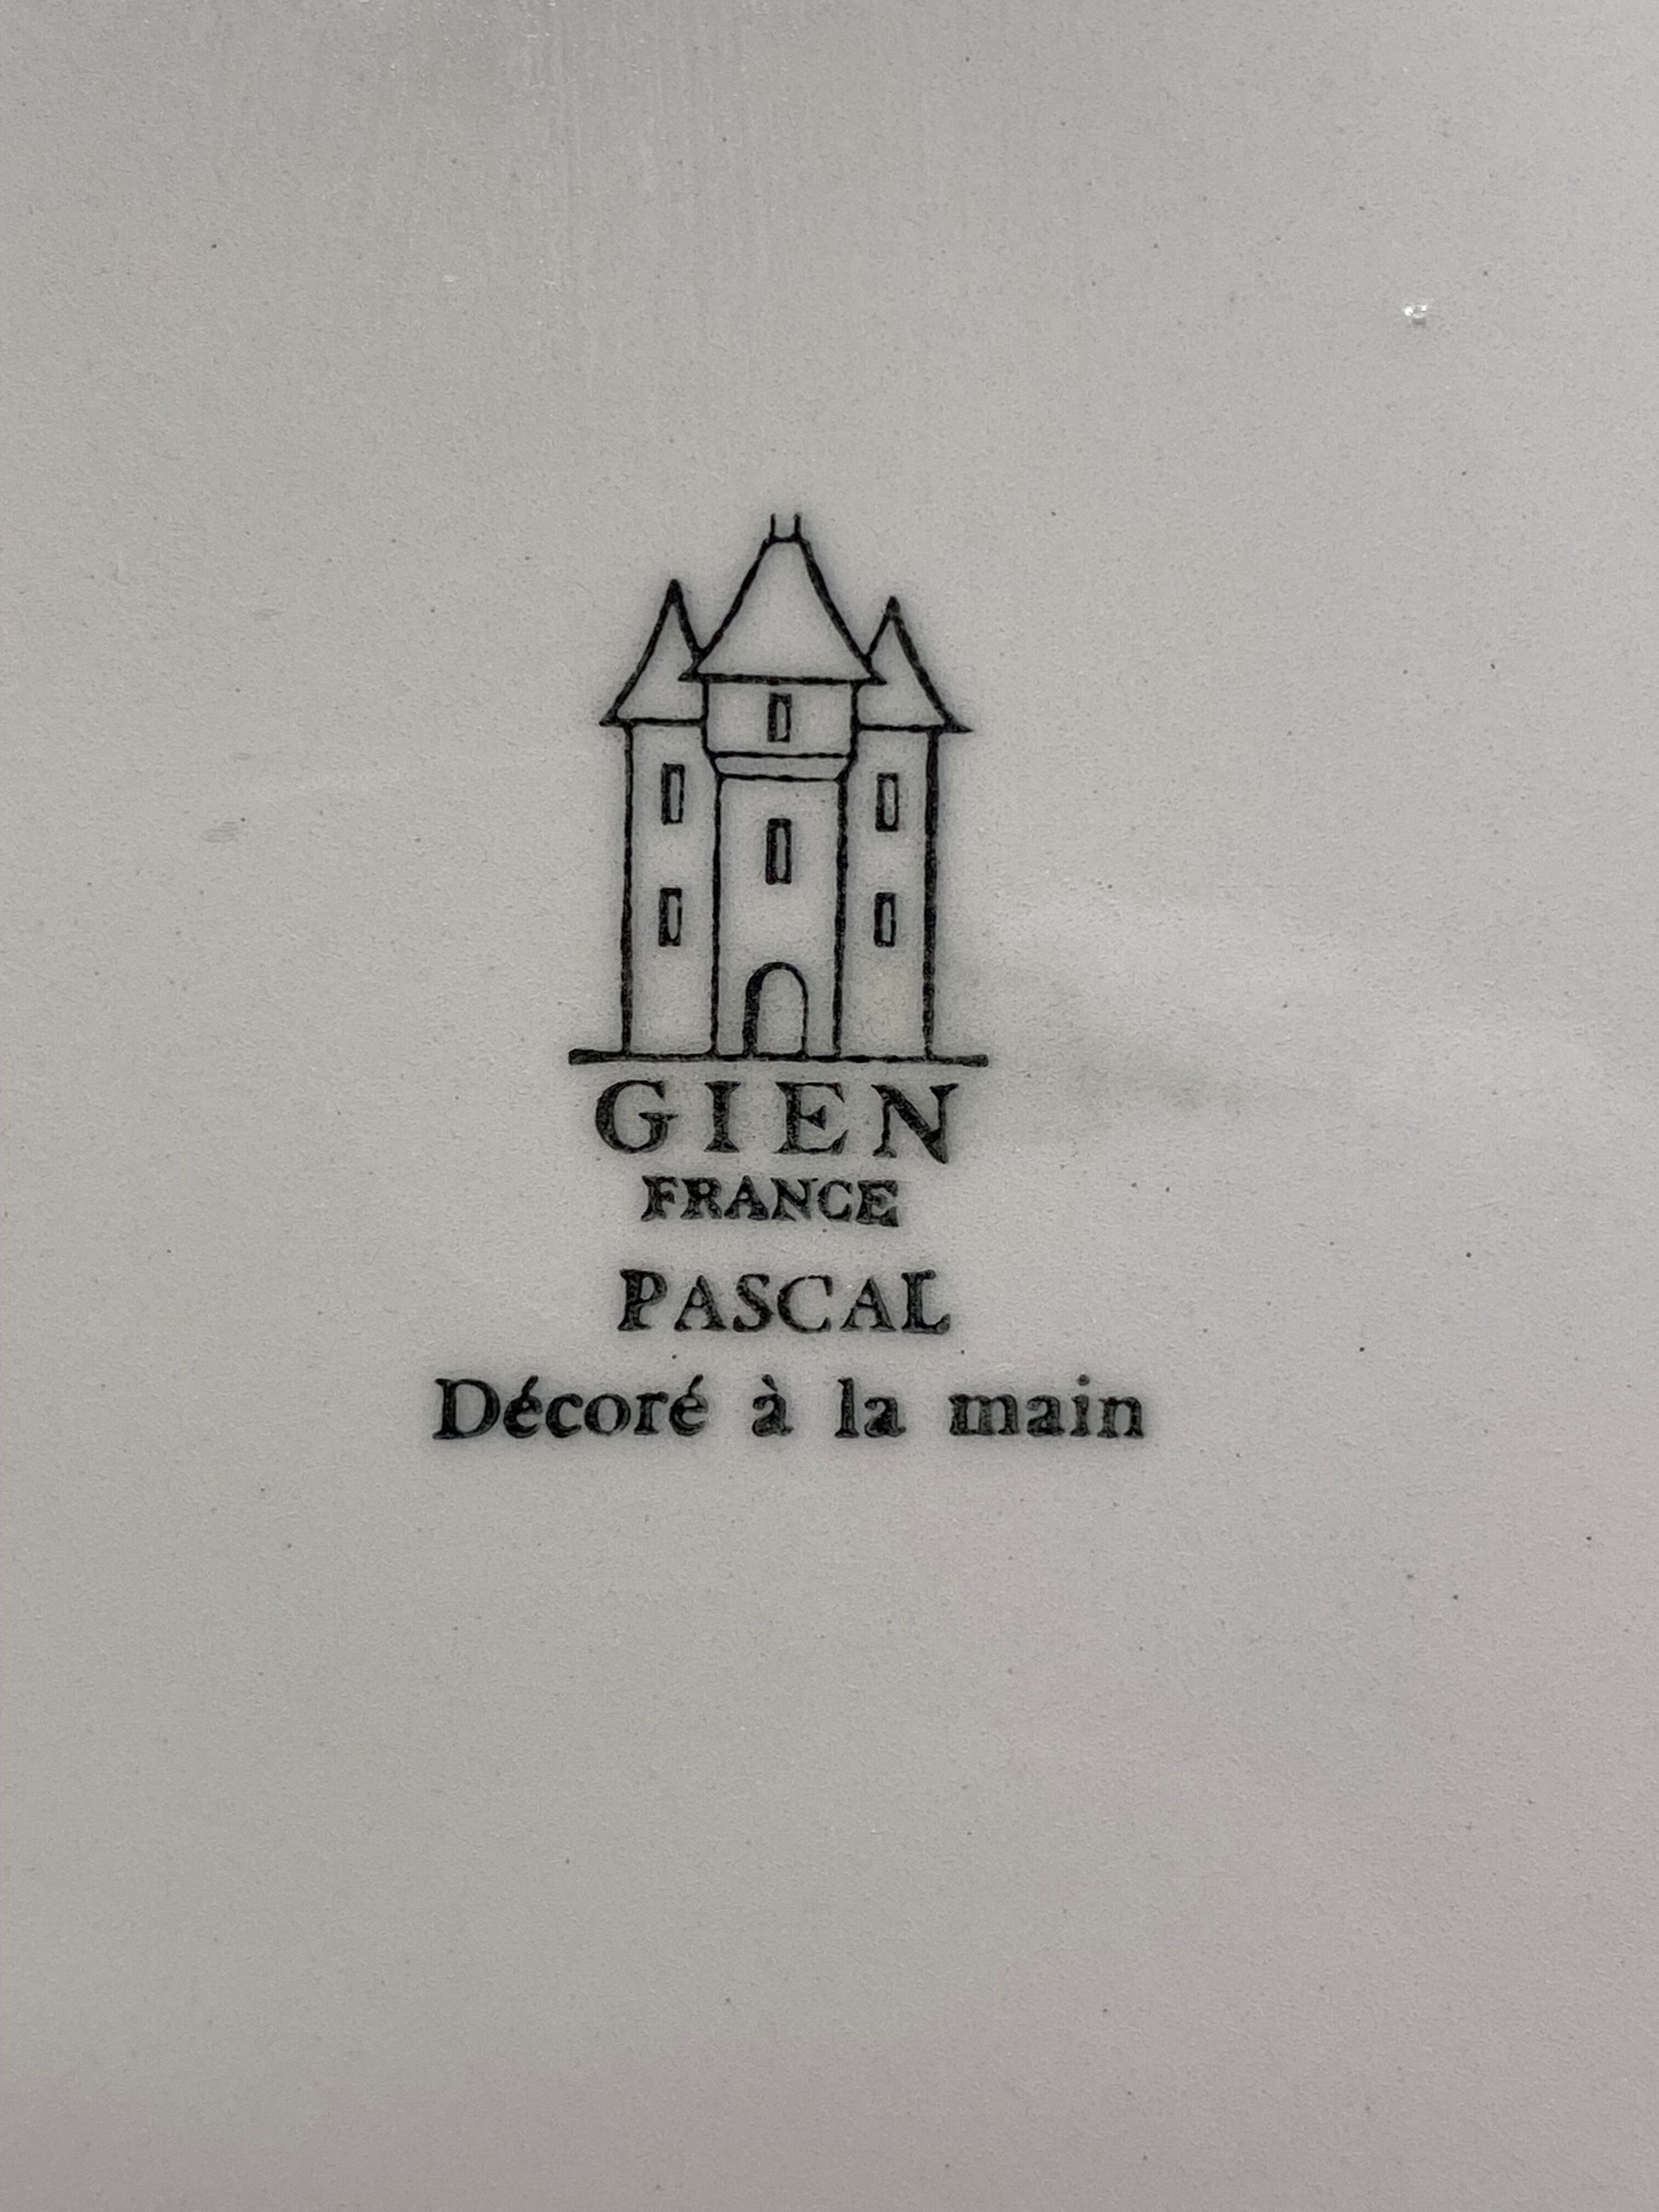 GIEN
FRANCE
PASCAL
Décoré à la main